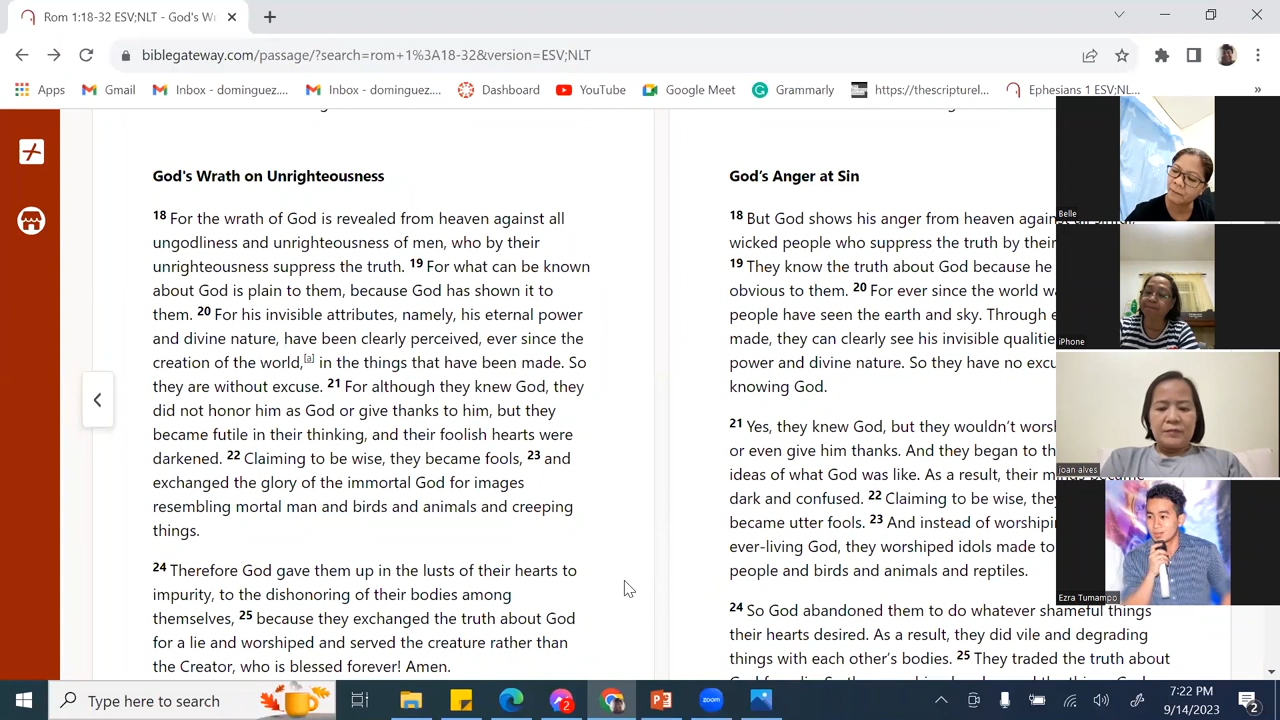 Rom 1:18-32 ESV;NLT - God's Wr
biblegateway.com/passage/?search=rom+1%3A18-32&version=ESV;NLT
Apps
Gmail
Inbox - dominguez....
Inbox - dominguez....
Dashboard
YouTube
Google Meet
Grammarly
https://thescripturel...
Ephesians 1 ESV;NL...
»
God's Wrath on Unrighteousness
18 For the wrath of God is revealed from heaven against all
ungodliness and unrighteousness of men, who by their
unrighteousness suppress the truth. 19 For what can be known
about God is plain to them, because God has shown it to
them. 20 For his invisible attributes, namely, his eternal power
and divine nature, have been clearly perceived, ever since the
creation of the world,[a] in the things that have been made. So
they are without excuse. 21 For although they knew God, they
did not honor him as God or give thanks to him, but they
became futile in their thinking, and their foolish hearts were
darkened. 22 Claiming to be wise, they became fools, 23 and
exchanged the glory of the immortal God for images
resembling mortal man and birds and animals and creeping
things.
24 Therefore God gave them up in the lusts of their hearts to
impurity, to the dishonoring of their bodies among
themselves, 25 because they exchanged the truth about God
for a lie and worshiped and served the creature rather than
the Creator, who is blessed forever! Amen.
God's Anger at Sin
18 But God shows his anger from heaven
wicked people who suppress the truth by their
19 They know the truth about God because he
obvious to them. 20 For ever since the world
people have seen the earth and sky. Through
made, they can clearly see his invisible
power and divine nature. So they have no
knowing God.
21 Yes, they knew God, but they wouldn't
or even give him thanks. And they began to
ideas of what God was like. As a result, their
dark and confused. 22 Claiming to be wise,
became utter fools. 23 And instead of
ever-living God, they worshiped idols made to
people and birds and animals and reptiles.
24 So God abandoned them to do whatever shameful things
their hearts desired. As a result, they did vile and degrading
things with each other's bodies. 25 They traded the truth about
Belle
iPhone
joan alves
Ezra Tumampo
Type here to search
2
zoom
7:22 PM
9/14/2023
2